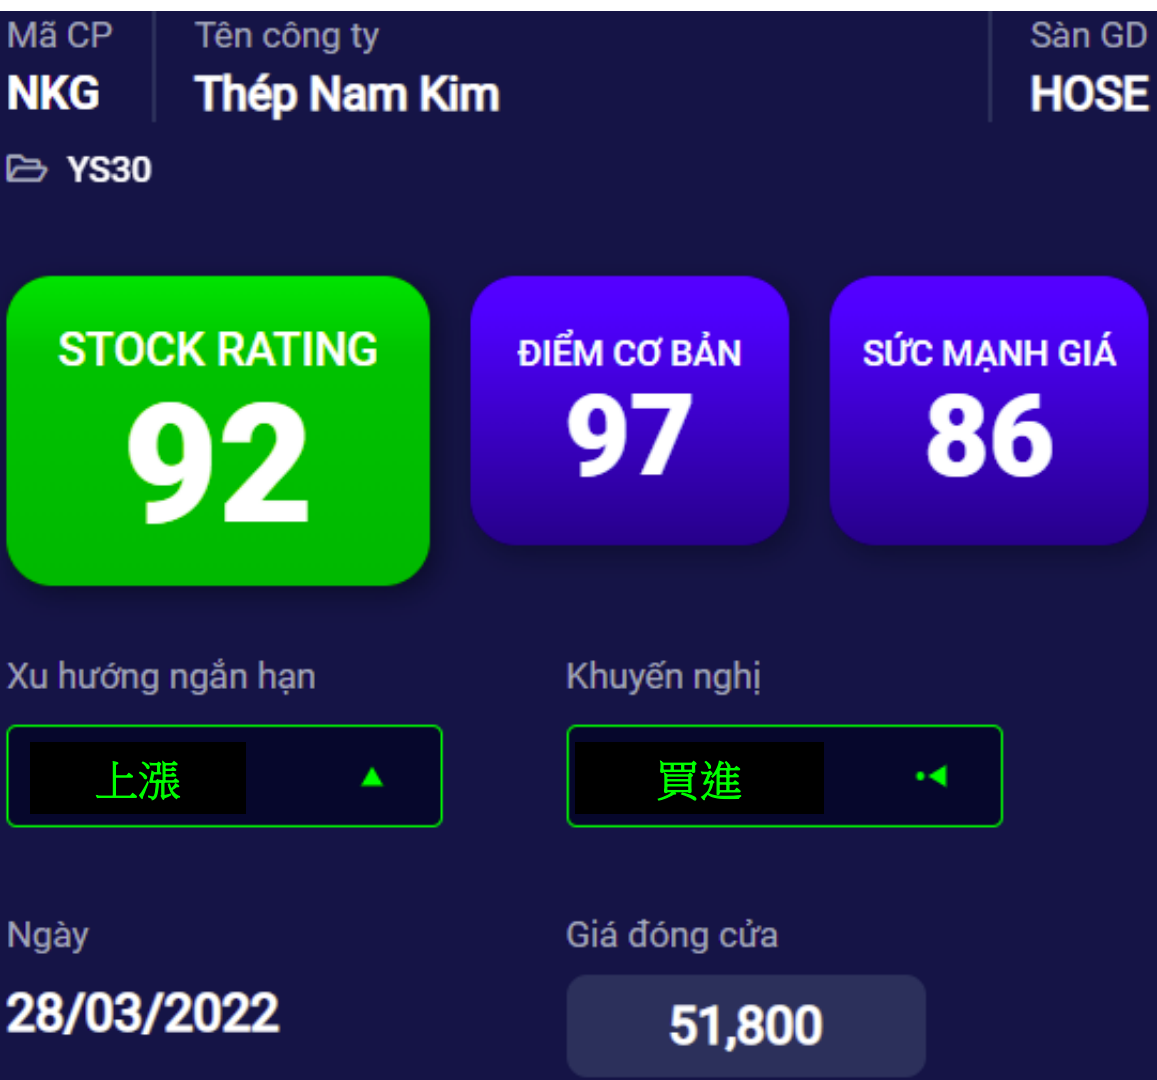 Mã CP Tên công ty Sàn GD
NKG Thép Nam Kim HOSE
YS30
STOCK RATING ĐIỂM CƠ BẢN SỨC MẠNH GIÁ
92 97 86
Xu hướng ngắn hạn Khuyến nghị
上漲 買進
Ngày Giá đóng cửa
28/03/2022 51,800